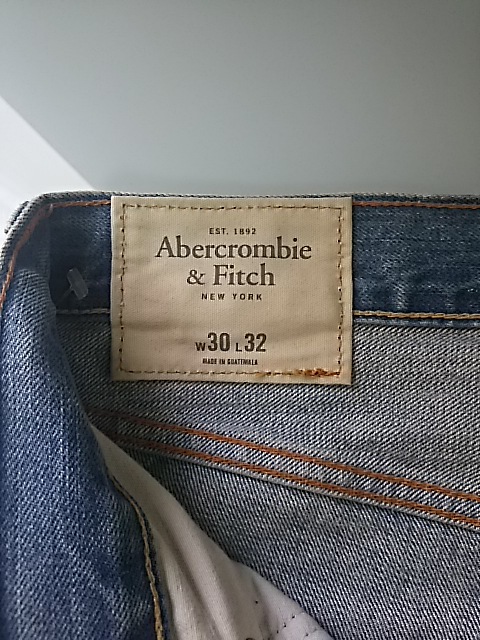 EST. 1892
Abercrombie
& Fitch
NEW YORK
W30 L32
MADE IN GUATEMALA